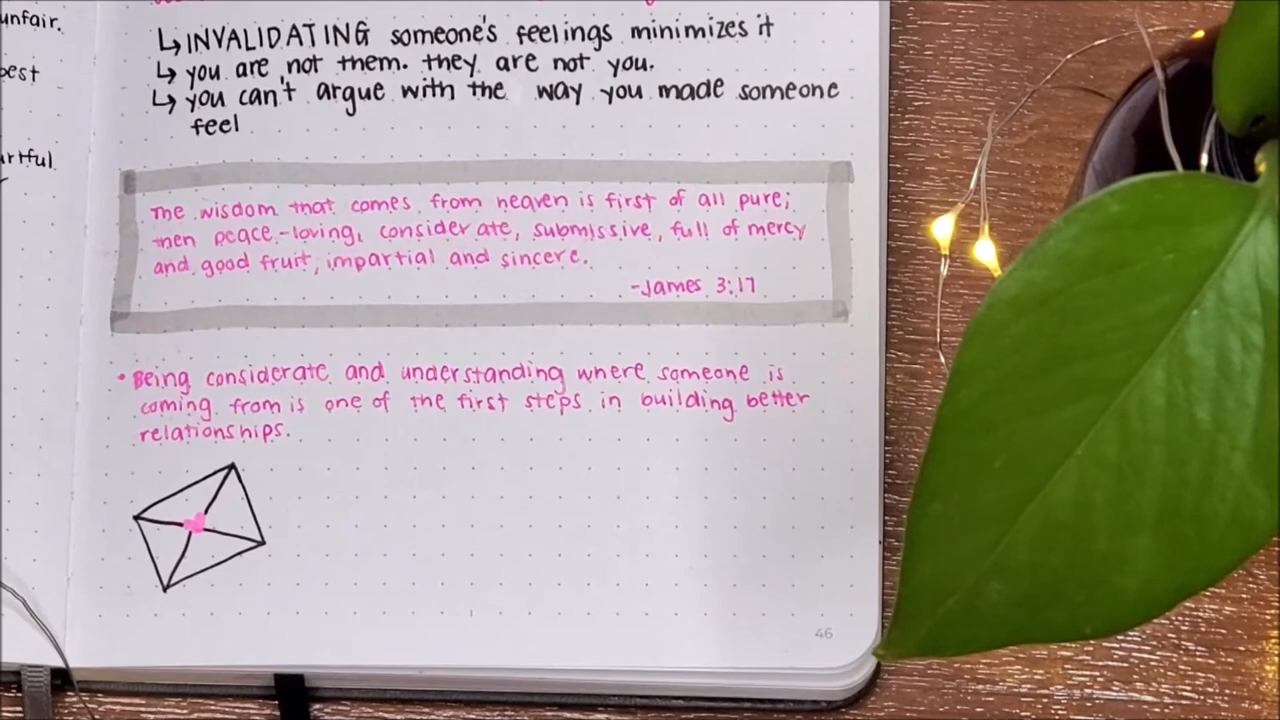 unfair.
↳ INVALIDATING someone's feelings minimizes it
↳ you are not them. they are not you.
↳ you can't argue with the way you made someone
feel
The wisdom that comes from heaven is first of all pure;
then peace-loving, considerate, submissive, full of mercy
and good fruit, impartial and sincere.
-James 3:17
• Being considerate and understanding where someone is
coming from is one of the first steps in building better
relationships.
46